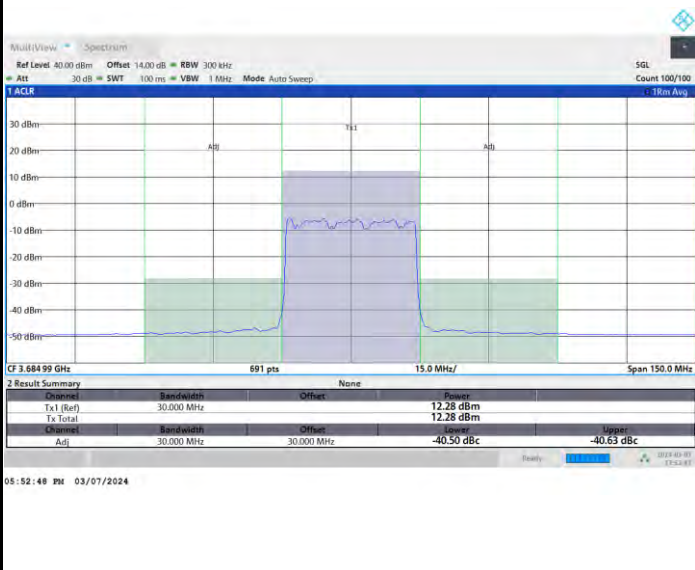 MultiView Spectrum
Ref Level 40.00 dBm Offset 14.00 dB RBW 300 kHz SGL
Att 30 dB SWT 100 ms VBW 1 MHz Mode Auto Sweep Count 100/100
1 ACLR 1Rm Avg
30 dBm
Tx1
20 dBm Adj Adj
10 dBm
0 dBm
-10 dBm
-20 dBm
-30 dBm
-40 dBm
-50 dBm
CF 3.684 99 GHz 691 pts 15.0 MHz/ Span 150.0 MHz
2 Result Summary None
Channel Bandwidth Offset Power
Tx1 (Ref) 30.000 MHz 12.28 dBm
Tx Total 12.28 dBm
Channel Bandwidth Offset Lower Upper
Adj 30.000 MHz 30.000 MHz -40.50 dBc -40.63 dBc
Ready
05:52:48 PM 03/07/2024